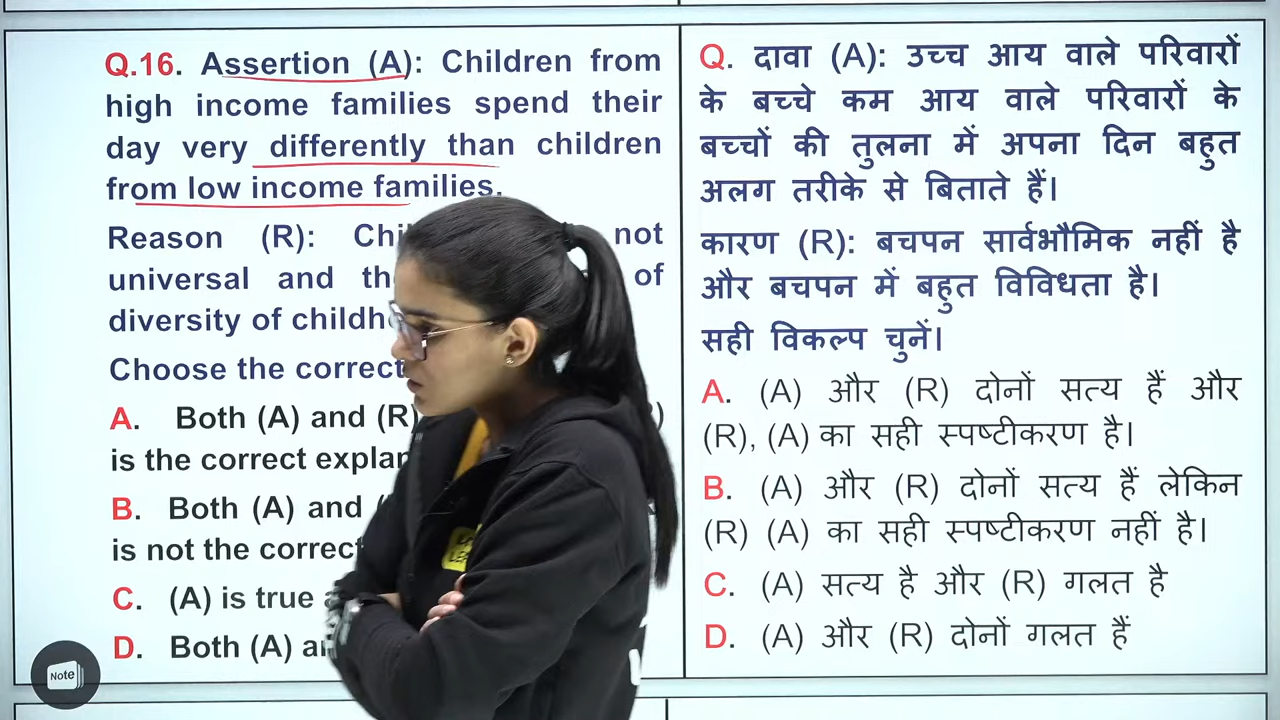 Q.16. Assertion (A): Children from
high income families spend their
day very differently than children
from low income families.
Reason (R): not
universal and of
diversity of
Choose the correct
A. Both (A) and (R)
is the correct
B. Both (A) and
is not the correct
C. (A) is true
D. Both (A)
Q. दावा (A): उच्च आय वाले परिवारों
के बच्चे कम आय वाले परिवारों के
बच्चों की तुलना में अपना दिन बहुत
अलग तरीके से बिताते हैं।
कारण (R): बचपन सार्वभौमिक नहीं है
और बचपन में बहुत विविधता है।
सही विकल्प चुनें।
A. (A) और (R) दोनों सत्य हैं और
(R), (A) का सही स्पष्टीकरण है।
B. (A) और (R) दोनों सत्य हैं लेकिन
(R) (A) का सही स्पष्टीकरण नहीं है।
C. (A) सत्य है और (R) गलत है
D. (A) और (R) दोनों गलत हैं
Note